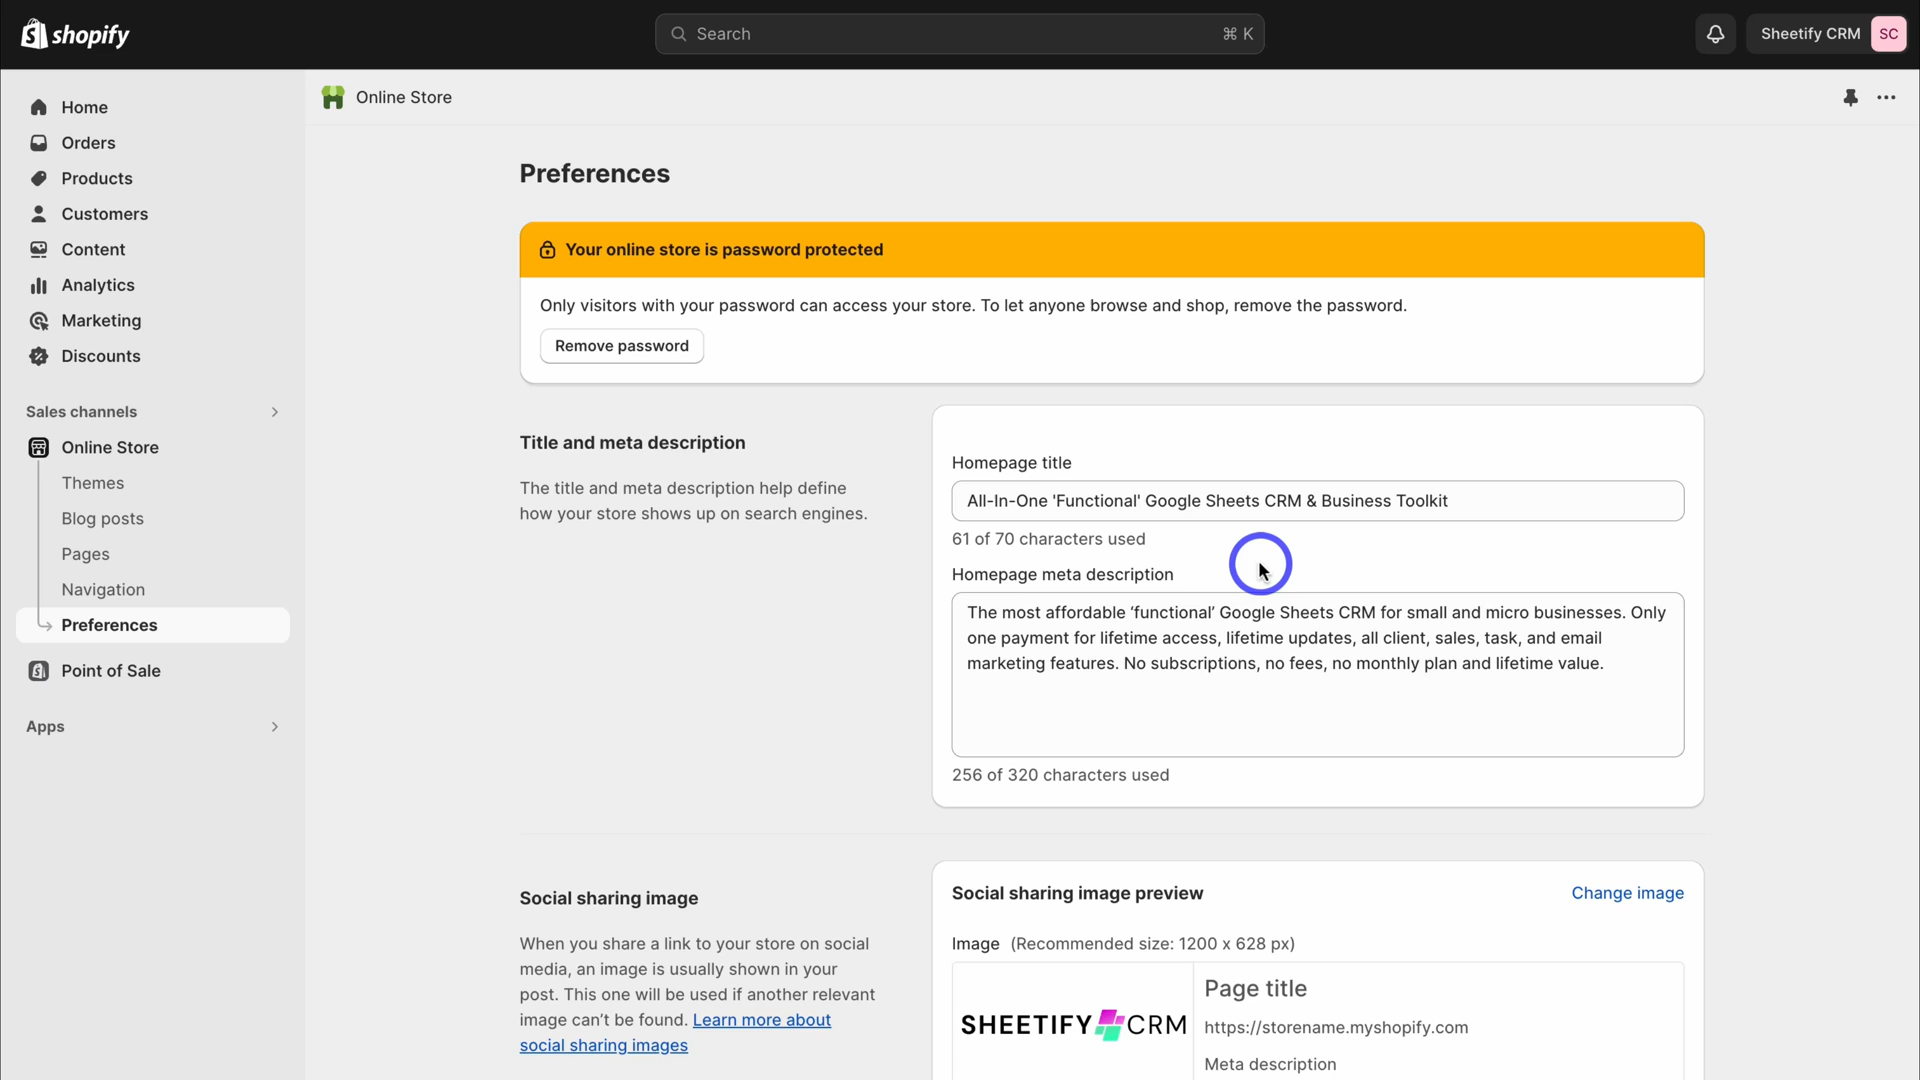 shopify
Search
⌘ K
Sheetify CRM
SC
Home
Orders
Products
Customers
Content
Analytics
Marketing
Discounts
Sales channels
Online Store
Themes
Blog posts
Pages
Navigation
Preferences
Point of Sale
Apps
Online Store
Preferences
Your online store is password protected
Only visitors with your password can access your store. To let anyone browse and shop, remove the password.
Remove password
Title and meta description
The title and meta description help define
how your store shows up on search engines.
Homepage title
All-In-One 'Functional' Google Sheets CRM & Business Toolkit
61 of 70 characters used
Homepage meta description
The most affordable ‘functional’ Google Sheets CRM for small and micro businesses. Only
one payment for lifetime access, lifetime updates, all client, sales, task, and email
marketing features. No subscriptions, no fees, no monthly plan and lifetime value.
256 of 320 characters used
Social sharing image
When you share a link to your store on social
media, an image is usually shown in your
post. This one will be used if another relevant
image can’t be found. Learn more about
social sharing images
Social sharing image preview
Change image
Image (Recommended size: 1200 x 628 px)
SHEETIFY CRM
Page title
https://storename.myshopify.com
Meta description